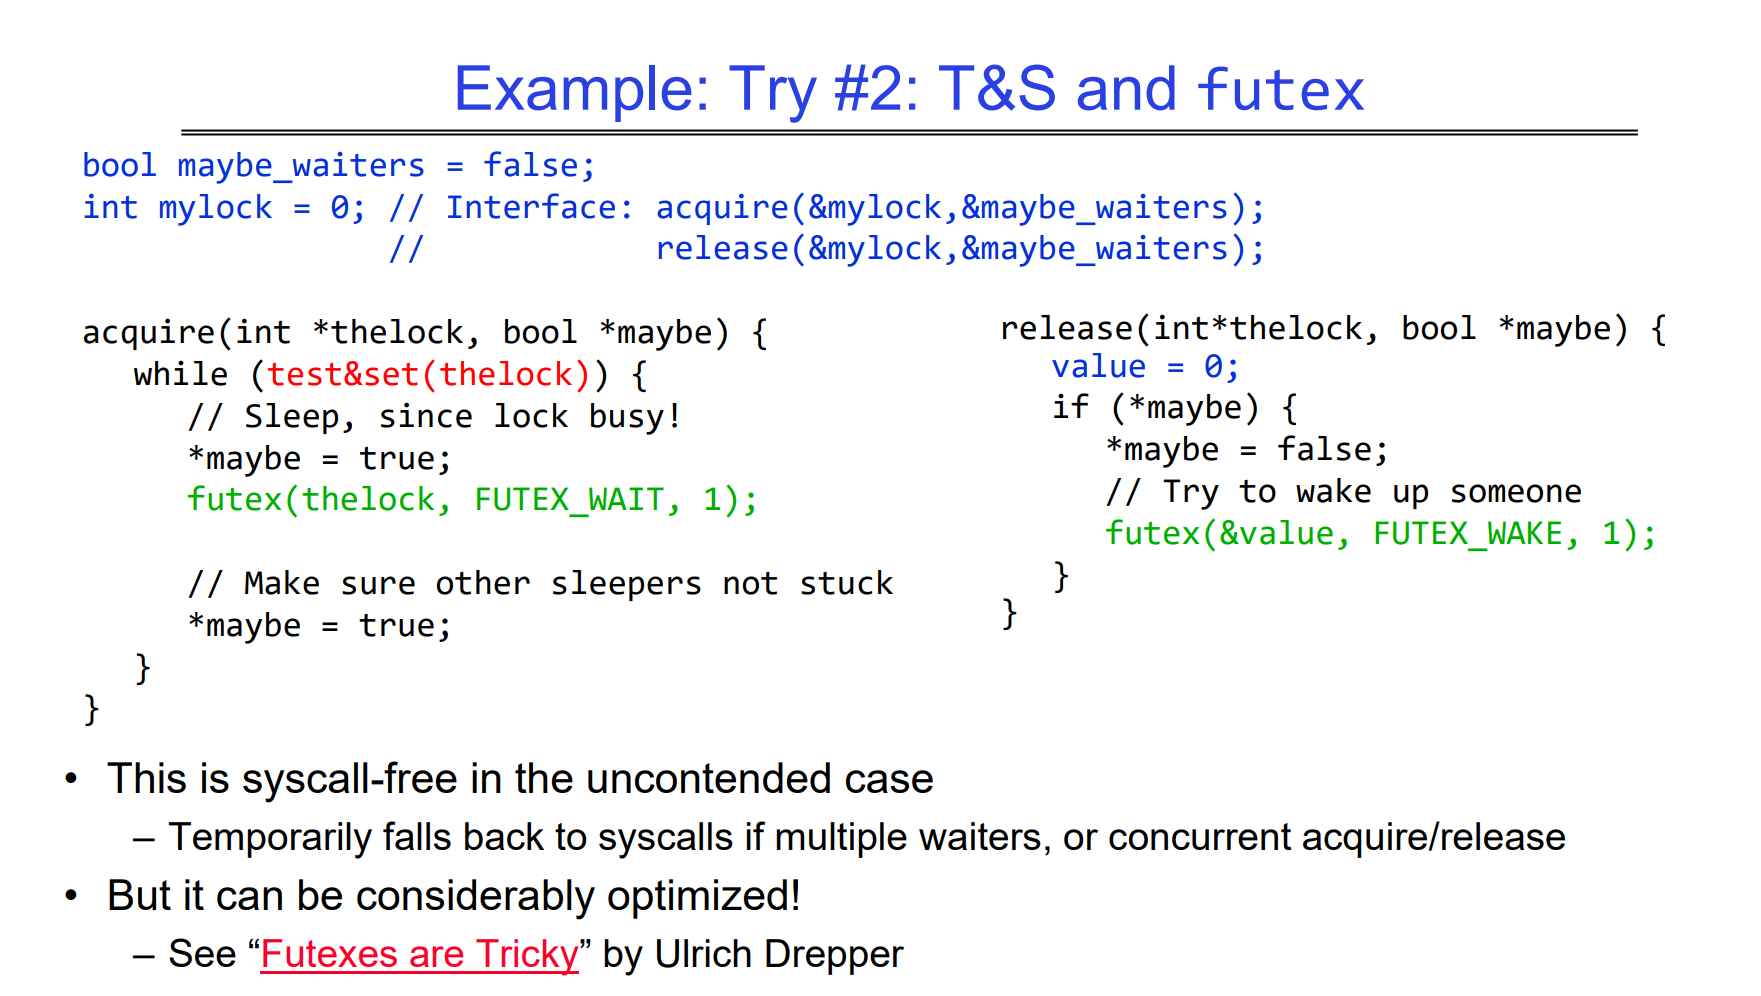 Example: Try #2: T&S and futex
bool maybe_waiters = false;
int mylock = 0; // Interface: acquire(&mylock,&maybe_waiters);
// release(&mylock,&maybe_waiters);
acquire(int *thelock, bool *maybe) {
while (test&set(thelock)) {
// Sleep, since lock busy!
*maybe = true;
futex(thelock, FUTEX_WAIT, 1);
// Make sure other sleepers not stuck
*maybe = true;
}
}
release(int*thelock, bool *maybe) {
value = 0;
if (*maybe) {
*maybe = false;
// Try to wake up someone
futex(&value, FUTEX_WAKE, 1);
}
}
• This is syscall-free in the uncontended case
– Temporarily falls back to syscalls if multiple waiters, or concurrent acquire/release
• But it can be considerably optimized!
– See “Futexes are Tricky” by Ulrich Drepper